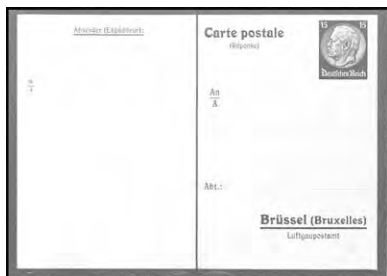 Absender (Expéditeur):
Carte postale
(Réponse)
15 15
Deutsches Reich
An
A
Abt.:
Brüssel (Bruxelles)
Luftgaupostamt